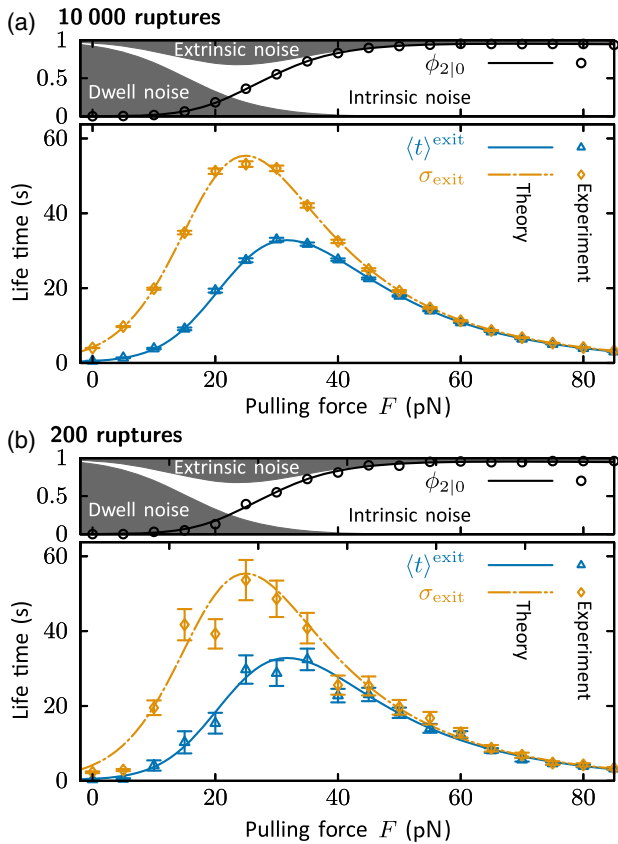 (a) 10 000 ruptures
1
0.5
0
Extrinsic noise
Dwell noise
ϕ2|0
Intrinsic noise
60
40
20
0
Life time (s)
⟨t⟩exit
σexit
Theory
Experiment
0 20 40 60 80
Pulling force F (pN)
(b) 200 ruptures
1
0.5
0
Extrinsic noise
Dwell noise
ϕ2|0
Intrinsic noise
60
40
20
0
Life time (s)
⟨t⟩exit
σexit
Theory
Experiment
0 20 40 60 80
Pulling force F (pN)